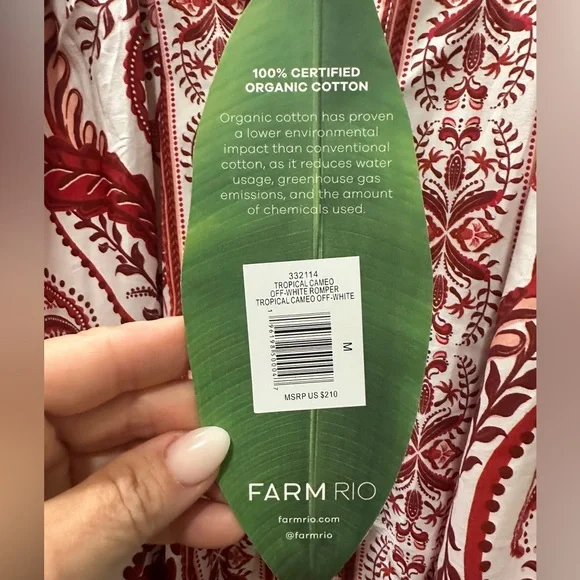 100% CERTIFIED
ORGANIC COTTON
Organic cotton has proven
a lower environmental
impact than conventional
cotton, as it reduces water
usage, greenhouse gas
emissions, and the amount
of chemicals used.
332114
TROPICAL CAMEO
OFF-WHITE ROMPER
TROPICAL CAMEO OFF-WHITE
M
MSRP US $210
FARM RIO
farmrio.com
@farmrio